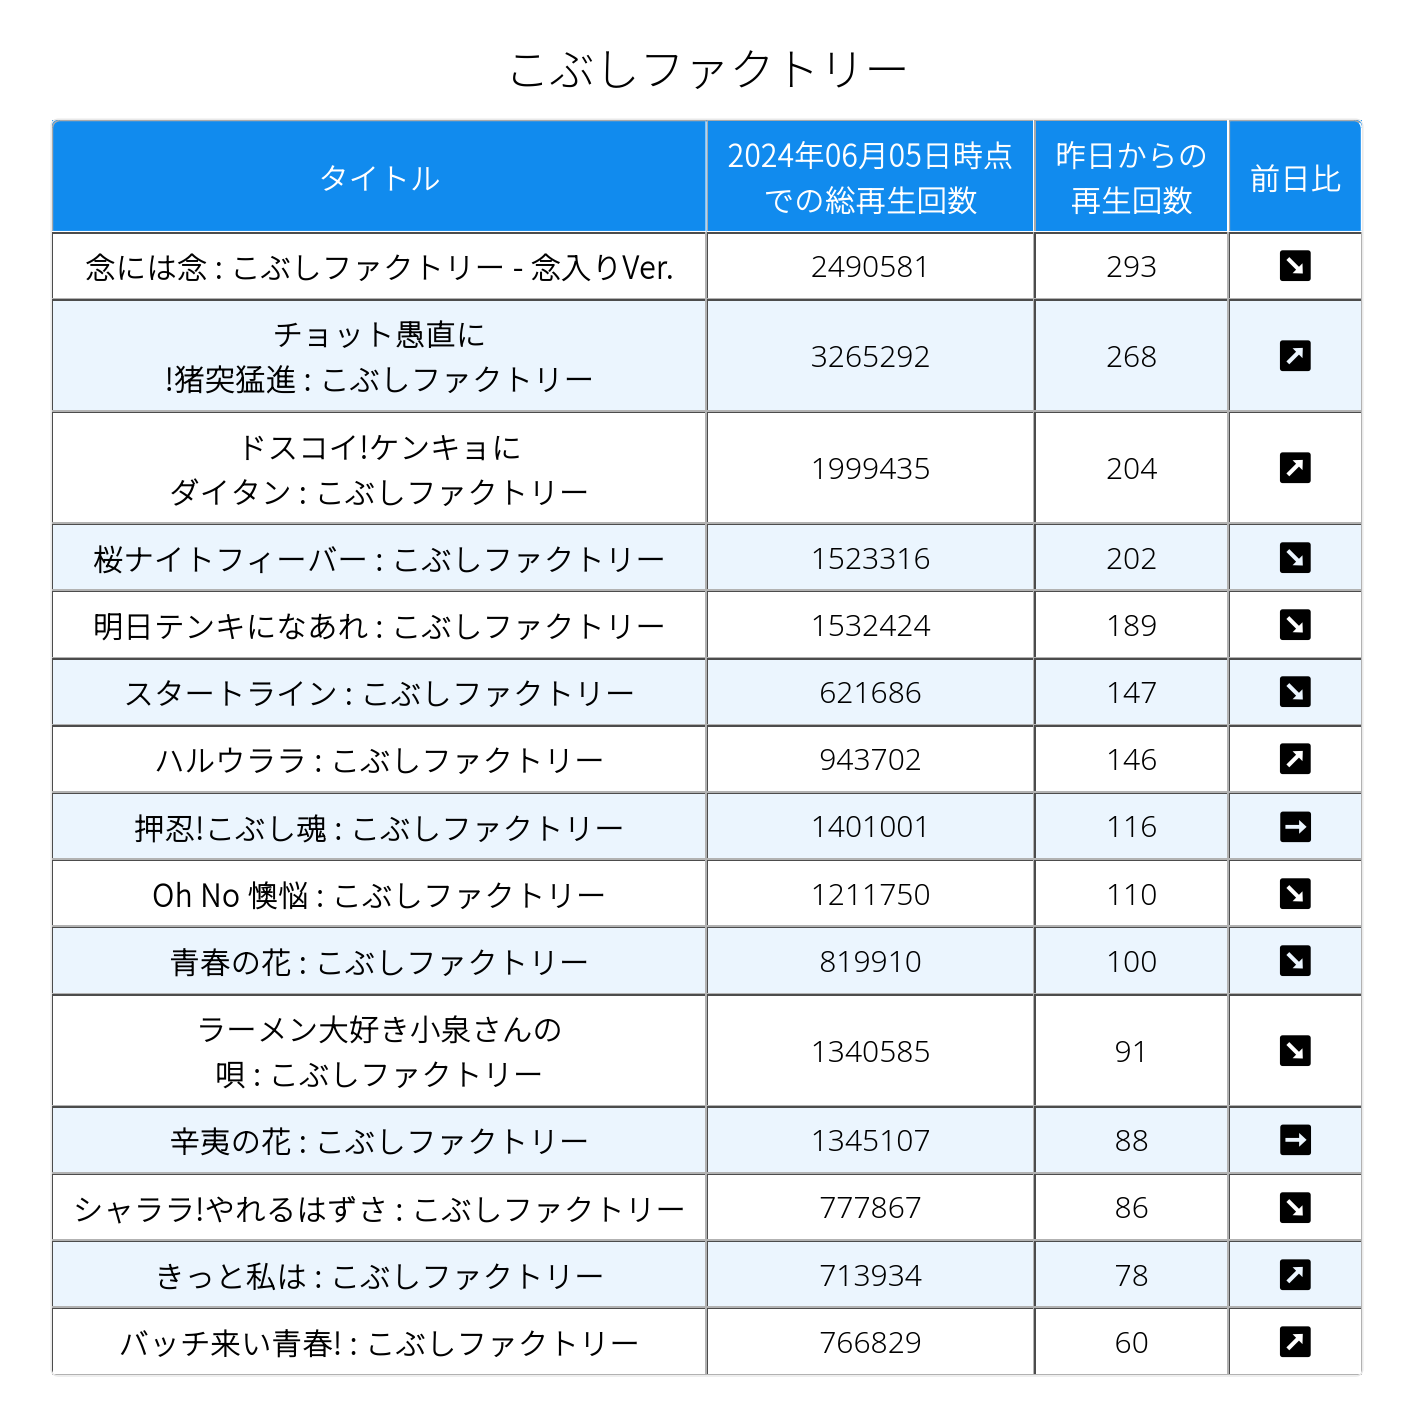 こぶしファクトリー
タイトル
2024年06月05日時点
での総再生回数
昨日からの
再生回数
前日比
念には念 : こぶしファクトリー - 念入りVer.
2490581
293
チョット愚直に
!猪突猛進 : こぶしファクトリー
3265292
268
ドスコイ!ケンキョに
ダイタン : こぶしファクトリー
1999435
204
桜ナイトフィーバー : こぶしファクトリー
1523316
202
明日テンキになあれ : こぶしファクトリー
1532424
189
スタートライン : こぶしファクトリー
621686
147
ハルウララ : こぶしファクトリー
943702
146
押忍!こぶし魂 : こぶしファクトリー
1401001
116
Oh No 懊悩 : こぶしファクトリー
1211750
110
青春の花 : こぶしファクトリー
819910
100
ラーメン大好き小泉さんの
唄 : こぶしファクトリー
1340585
91
辛夷の花 : こぶしファクトリー
1345107
88
シャララ!やれるはずさ : こぶしファクトリー
777867
86
きっと私は : こぶしファクトリー
713934
78
バッチ来い青春! : こぶしファクトリー
766829
60